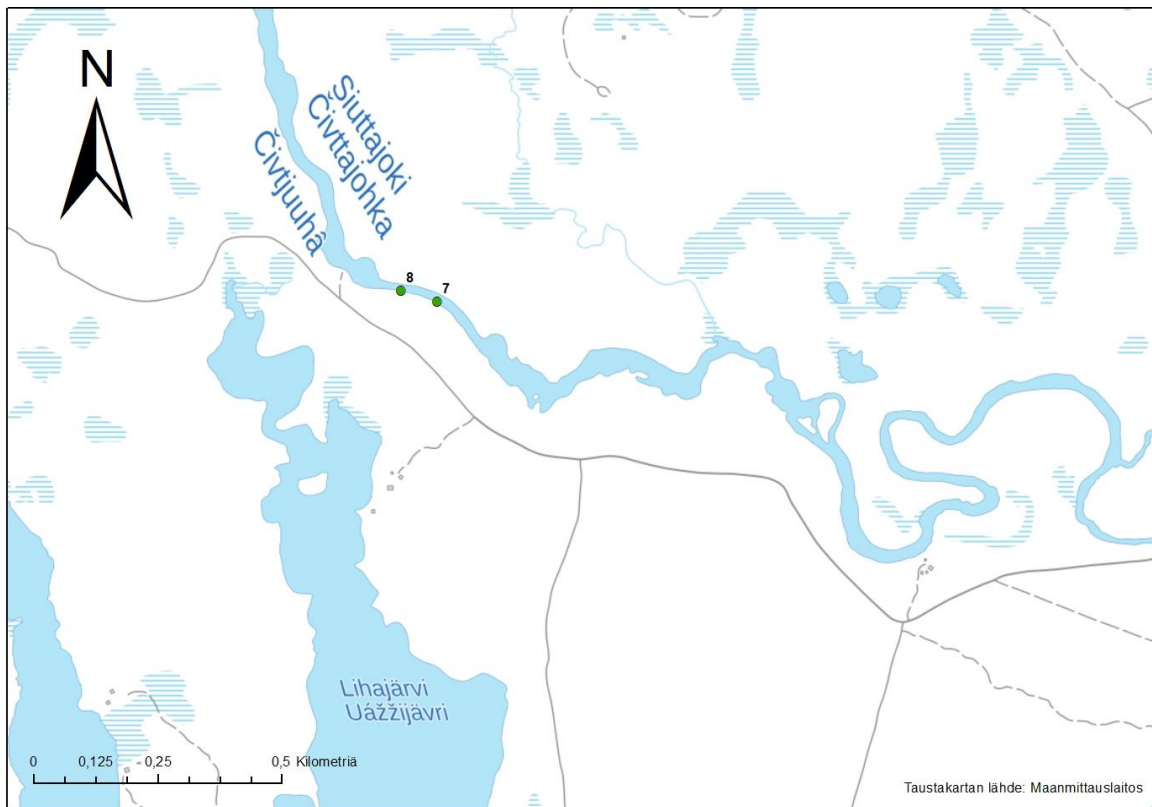 N
Siuttajoki
Čivttajohka
Čivtjuuhâ
8
7
Lihajärvi
Uážžijävri
0 0,125 0,25 0,5 Kilometriä
Taustakartan lähde: Maanmittauslaitos